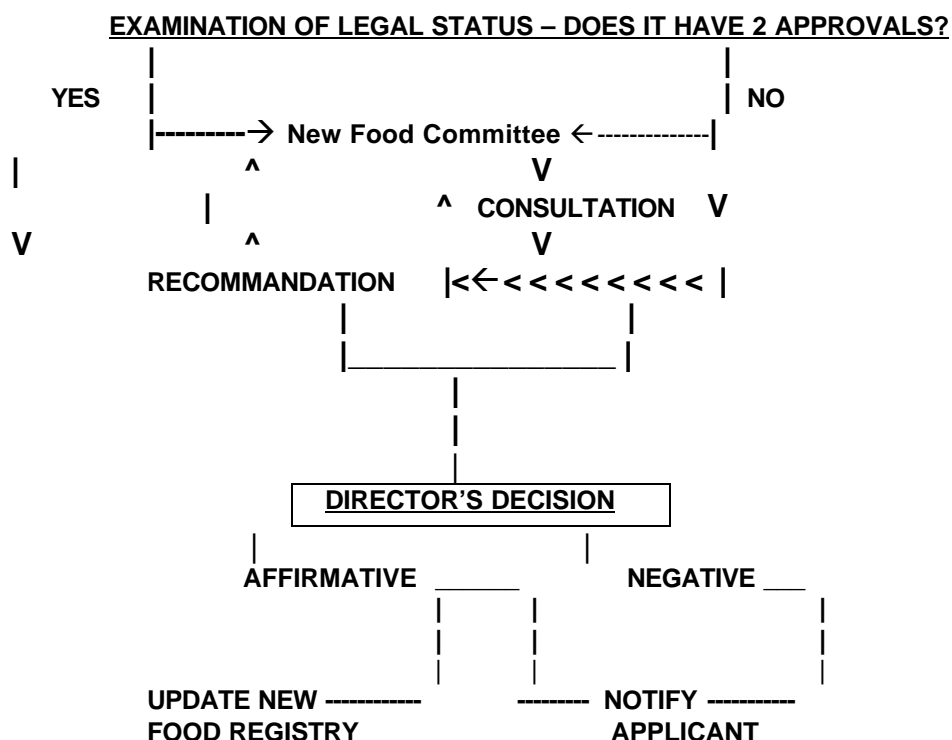 EXAMINATION OF LEGAL STATUS – DOES IT HAVE 2 APPROVALS?
YES NO
New Food Committee
CONSULTATION
RECOMMANDATION
DIRECTOR’S DECISION
AFFIRMATIVE NEGATIVE
UPDATE NEW NOTIFY
FOOD REGISTRY APPLICANT